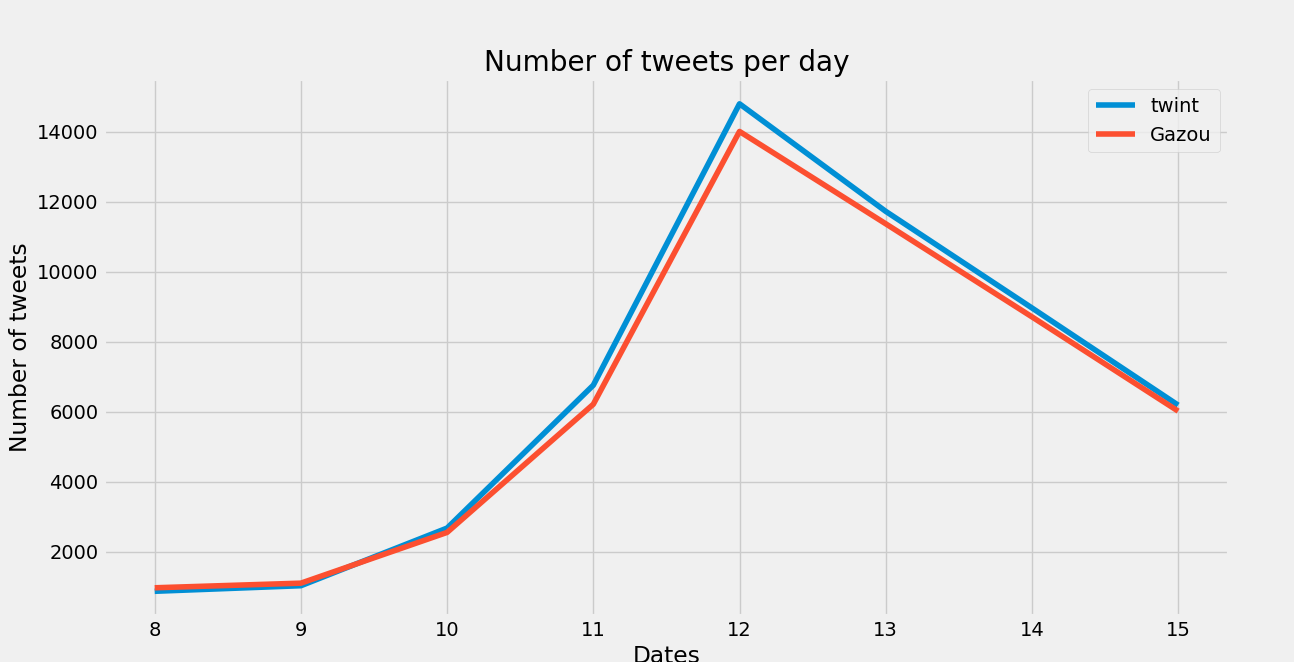 Number of tweets per day
twint
Gazou
Number of tweets
14000
12000
10000
8000
6000
4000
2000
8 9 10 11 12 13 14 15
Dates